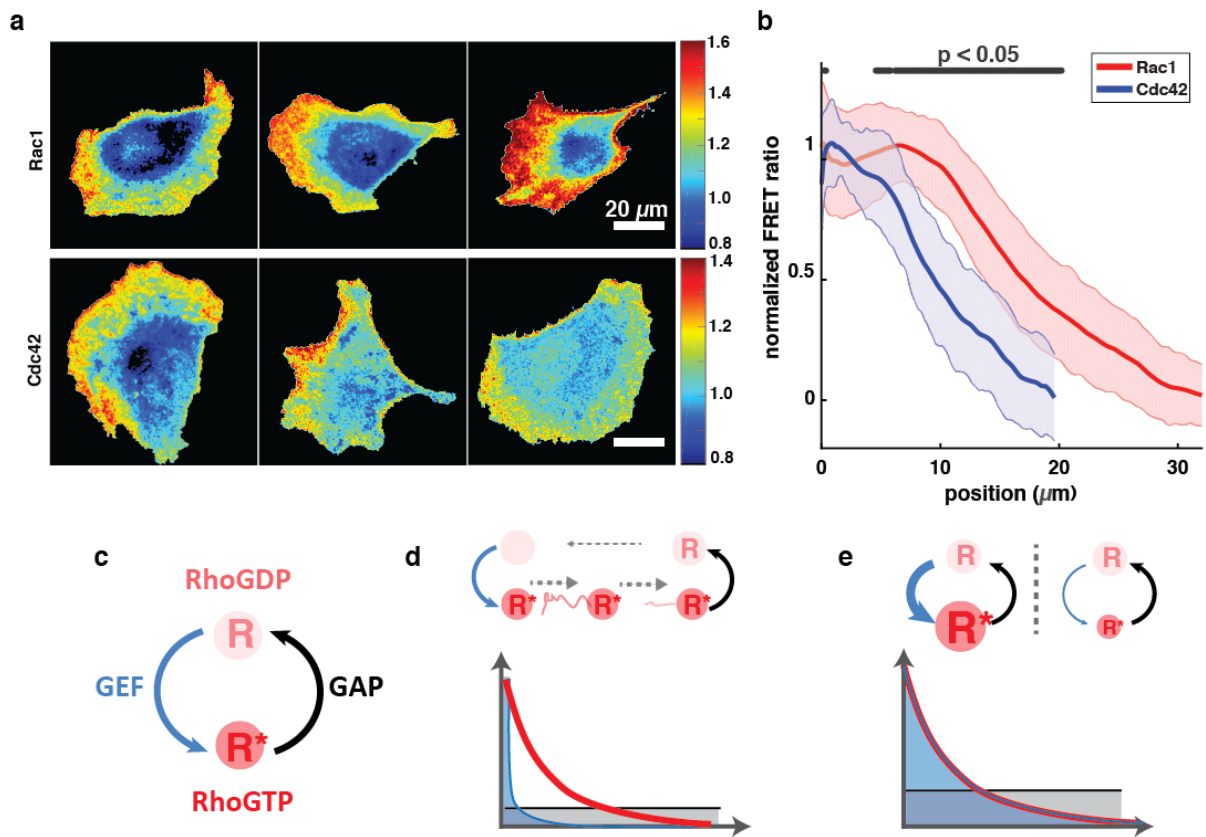 a
Rac1
20 µm
1.6
1.4
1.2
1.0
0.8
Cdc42
1.4
1.2
1.0
0.8
b
p < 0.05
Rac1
Cdc42
normalized FRET ratio
1
0.5
0
0
10
20
30
position (µm)
c
RhoGDP
R
GEF
GAP
R*
RhoGTP
d
R
R*
R*
R*
e
R
R*
R
R*